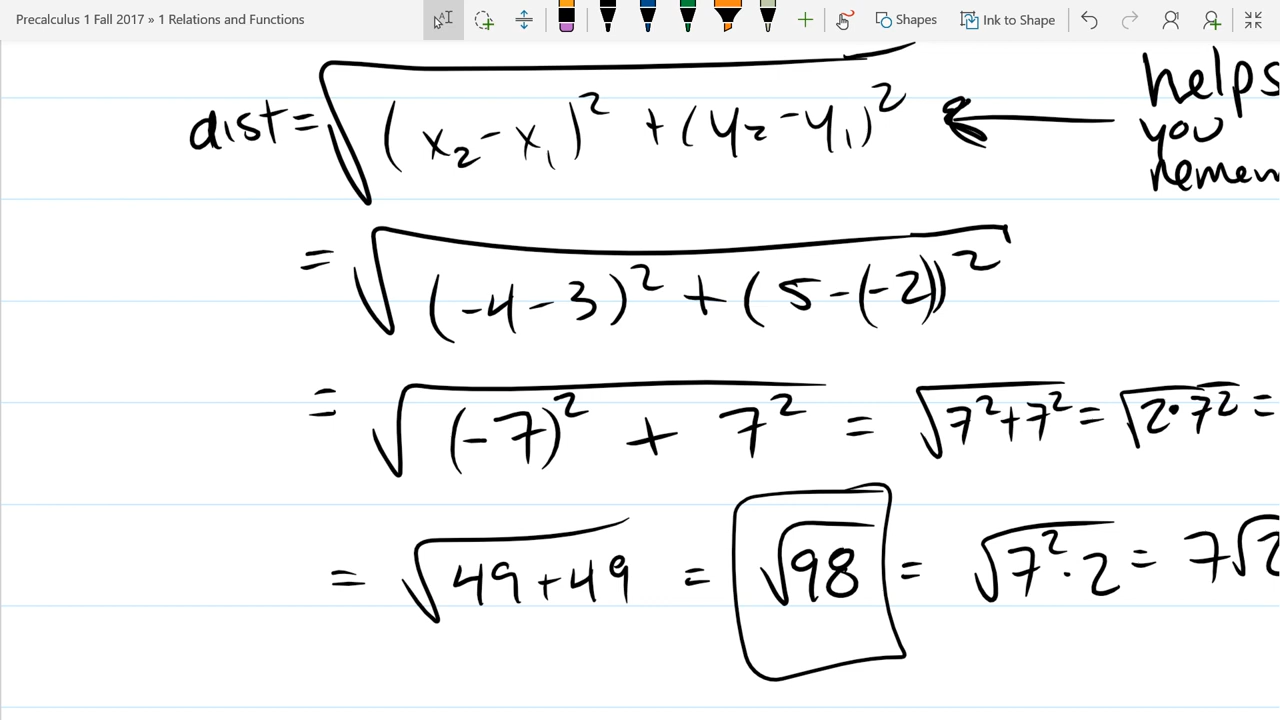 Precalculus 1 Fall 2017 » 1 Relations and Functions
Shapes
Ink to Shape
helps
you
dist = √((x₂ - x₁)² + (y₂ - y₁)²)
= √((-4 - 3)² + (5 - (-2))²)
= √((-7)² + 7²) = √(7² + 7²) = √(2·7²) =
= √(49 + 49) = √98 = √(7²·2) = 7√2